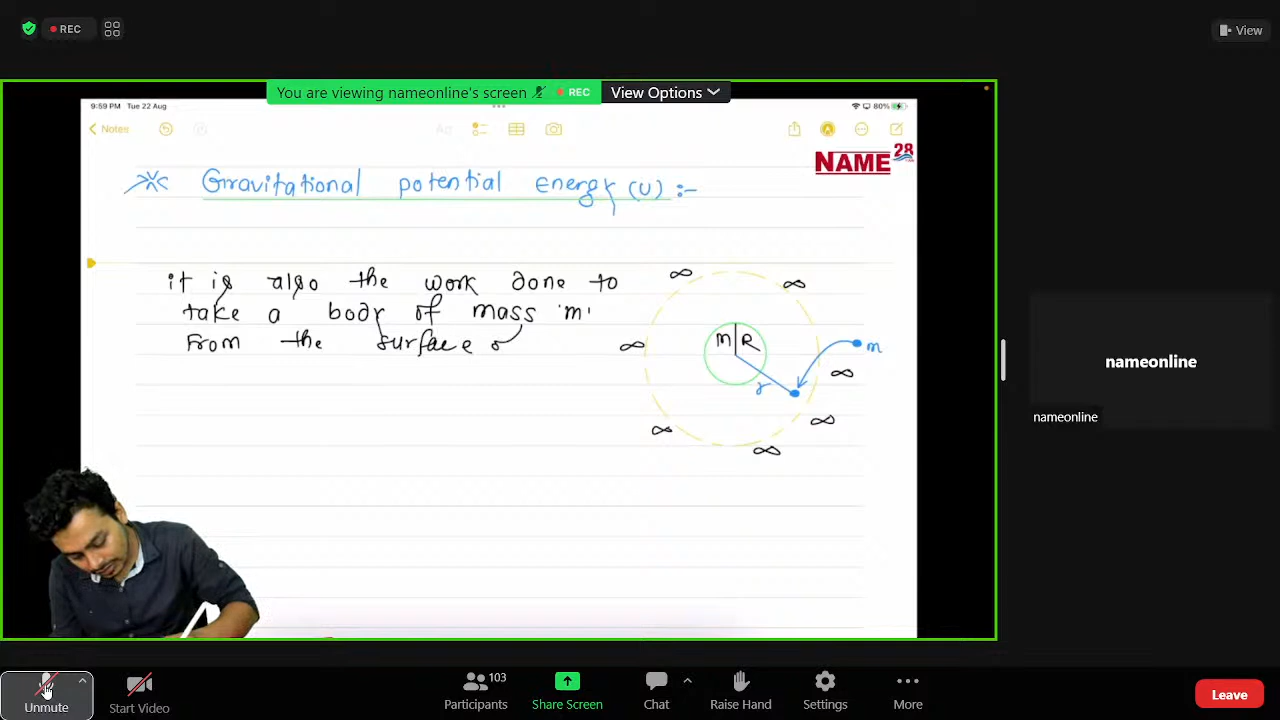 REC
View
You are viewing nameonline's screen
REC
View Options
9:59 PM Tue 22 Aug
80%
Notes
Aa
NAME 28
Gravitational potential energy (U) :-
it is also the work done to
take a body of mass 'm'
From the surface o
∞ ∞
M R
∞
m
∞
r
∞
∞
∞
nameonline
nameonline
Unmute
Start Video
103
Participants
Share Screen
Chat
Raise Hand
Settings
More
Leave